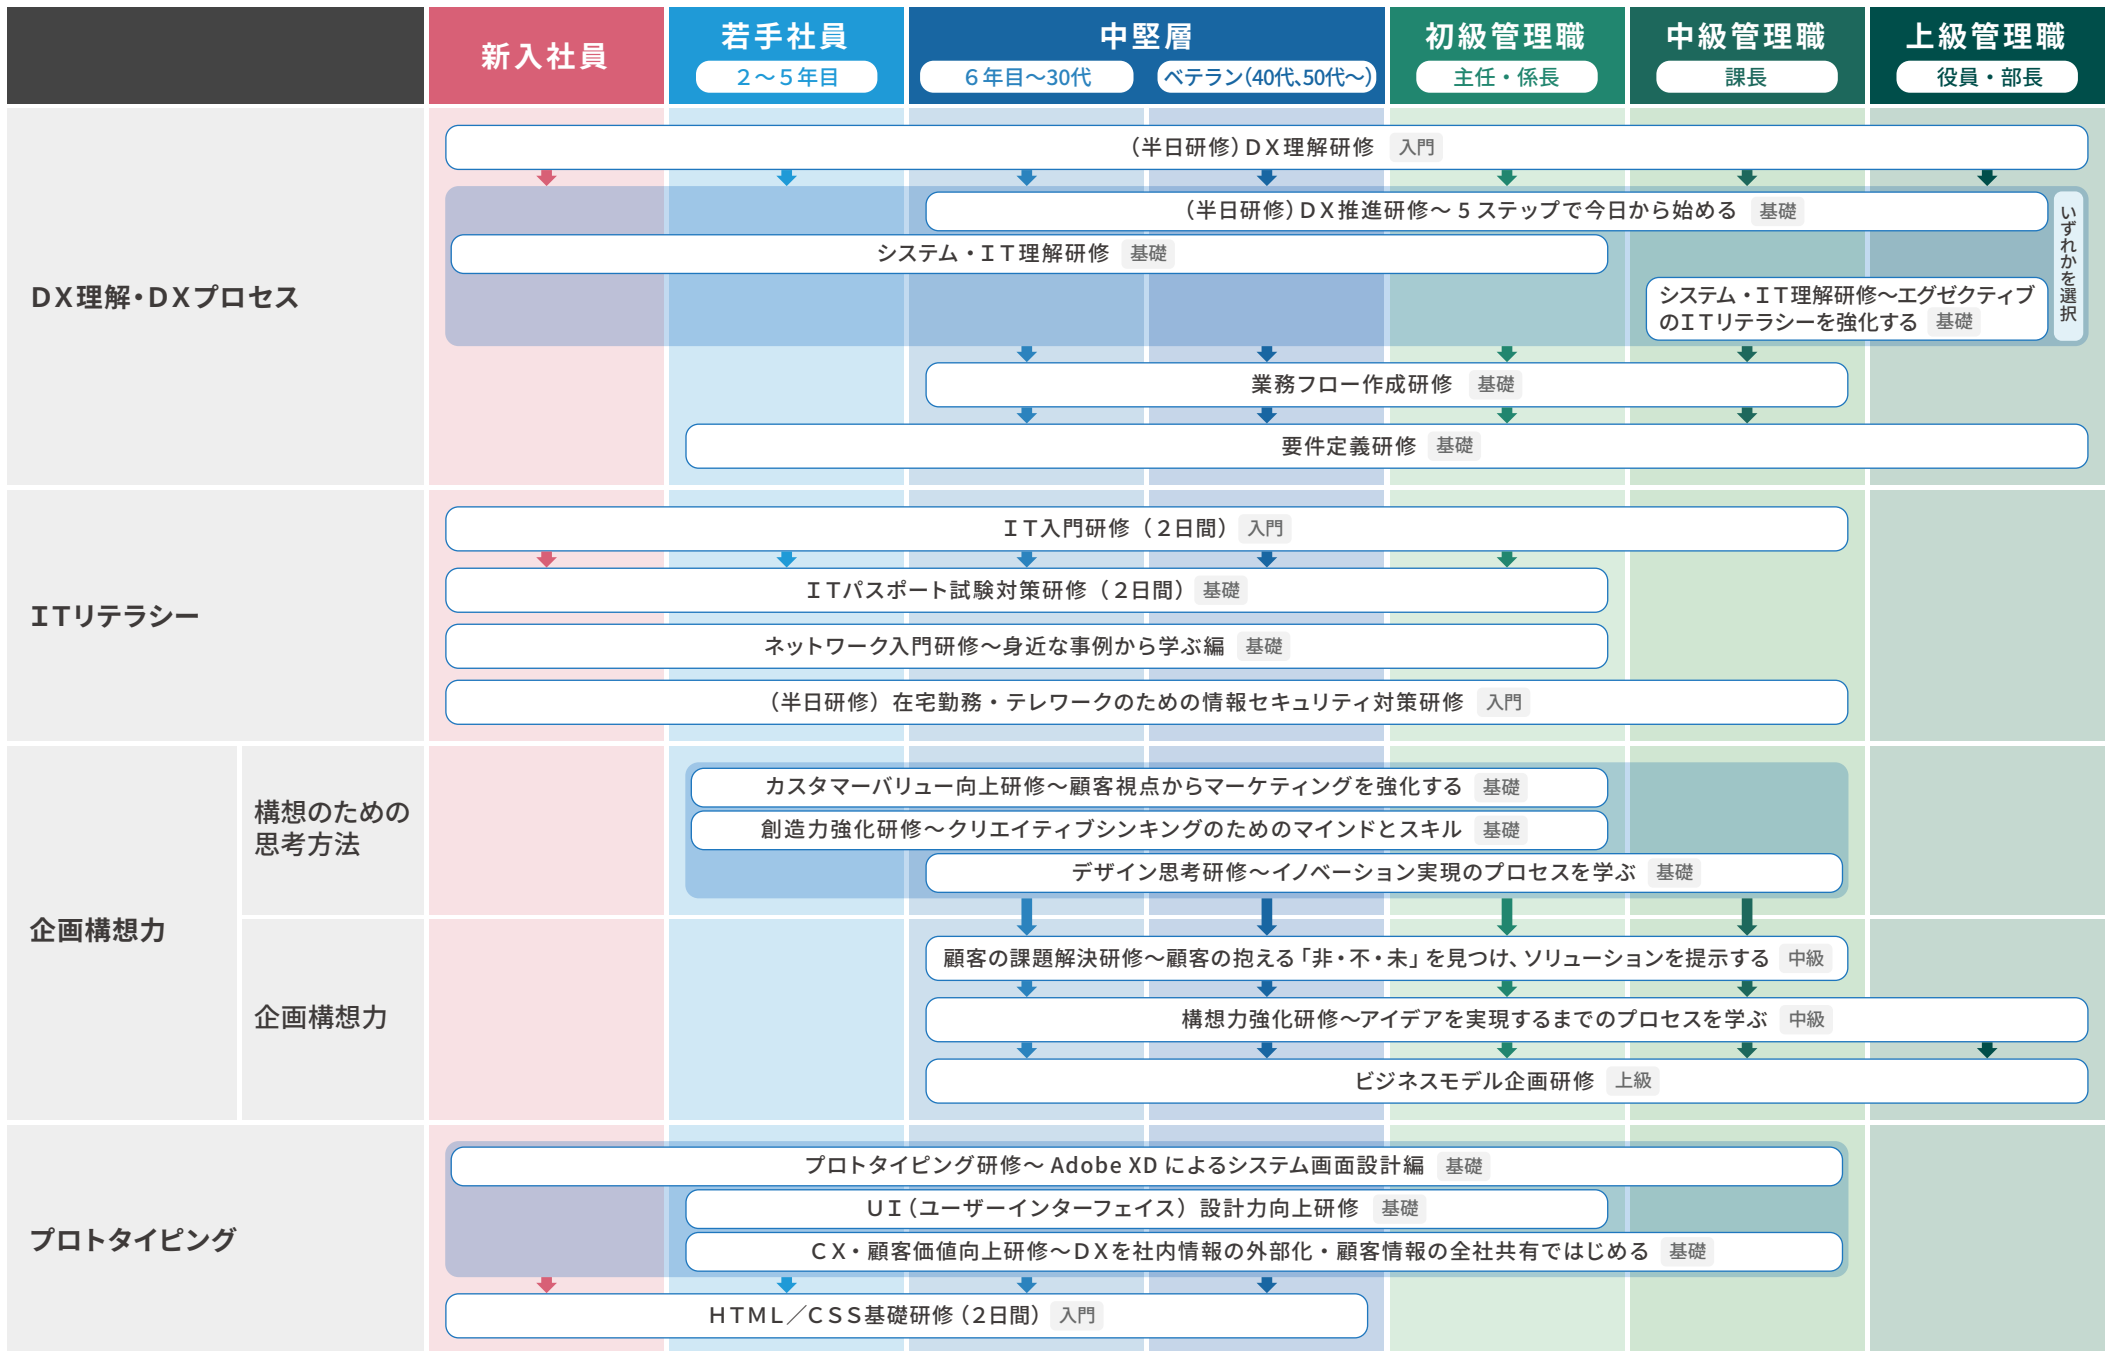 新入社員
若手社員
２～５年目
中堅層
６年目～30代
ベテラン（40代、50代～）
初級管理職
主任・係長
中級管理職
課長
上級管理職
役員・部長
ＤＸ理解・ＤＸプロセス
（半日研修）ＤＸ理解研修 入門
（半日研修）ＤＸ推進研修～５ステップで今日から始める 基礎
いずれかを選択
システム・ＩＴ理解研修 基礎
システム・ＩＴ理解研修～エグゼクティブ
のＩＴリテラシーを強化する 基礎
業務フロー作成研修 基礎
要件定義研修 基礎
ＩＴリテラシー
ＩＴ入門研修（２日間） 入門
ＩＴパスポート試験対策研修（２日間） 基礎
ネットワーク入門研修～身近な事例から学ぶ編 基礎
（半日研修）在宅勤務・テレワークのための情報セキュリティ対策研修 入門
企画構想力
構想のための
思考方法
カスタマーバリュー向上研修～顧客視点からマーケティングを強化する 基礎
創造力強化研修～クリエイティブシンキングのためのマインドとスキル 基礎
デザイン思考研修～イノベーション実現のプロセスを学ぶ 基礎
企画構想力
顧客の課題解決研修～顧客の抱える「非・不・未」を見つけ、ソリューションを提示する 中級
構想力強化研修～アイデアを実現するまでのプロセスを学ぶ 中級
ビジネスモデル企画研修 上級
プロトタイピング
プロトタイピング研修～ Adobe XD によるシステム画面設計編 基礎
ＵＩ（ユーザーインターフェイス）設計力向上研修 基礎
ＣＸ・顧客価値向上研修～ＤＸを社内情報の外部化・顧客情報の全社共有ではじめる 基礎
ＨＴＭＬ／ＣＳＳ基礎研修（２日間） 入門